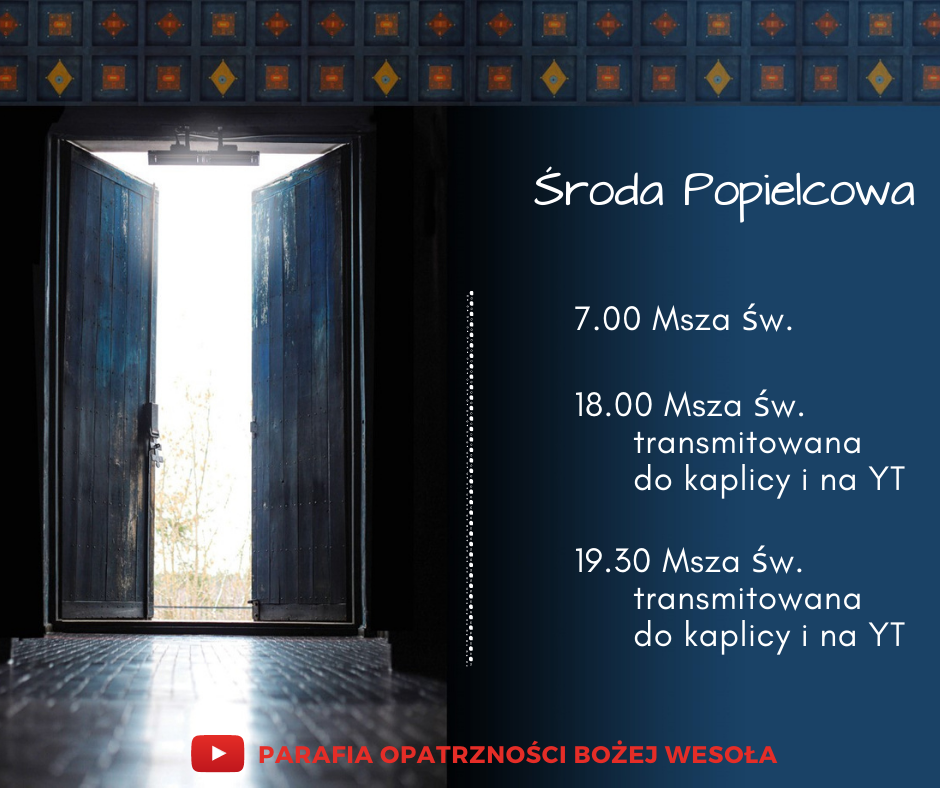 Środa Popielcowa
7.00 Msza św.
18.00 Msza św.
transmitowana
do kaplicy i na YT
19.30 Msza św.
transmitowana
do kaplicy i na YT
PARAFIA OPATRZNOŚCI BOŻEJ WESOŁA